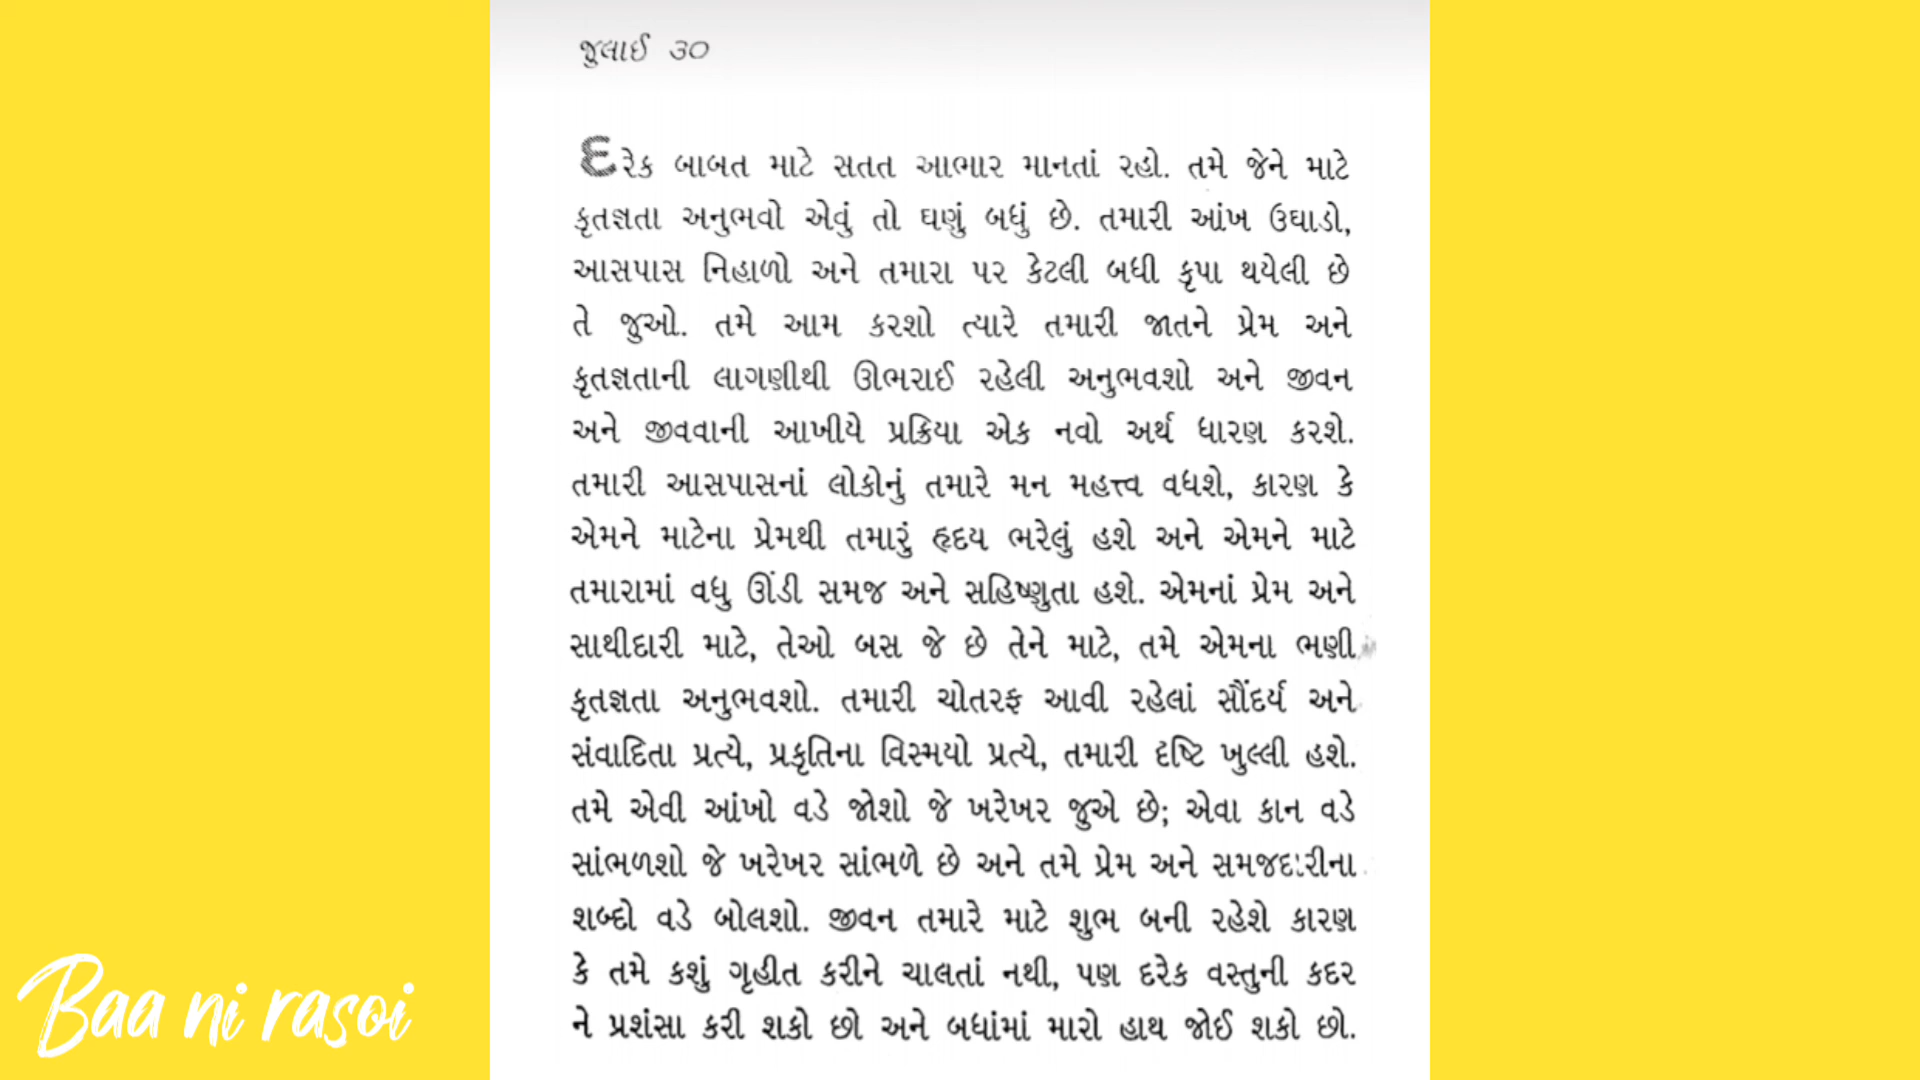 જુલાઈ ૩૦
દરેક બાબત માટે સતત આભાર માનતાં રહો. તમે જેને માટે
કૃતજ્ઞતા અનુભવો એવું તો ઘણું બધું છે. તમારી આંખ ઉઘાડો,
આસપાસ નિહાળો અને તમારા પર કેટલી બધી કૃપા થયેલી છે
તે જુઓ. તમે આમ કરશો ત્યારે તમારી જાતને પ્રેમ અને
કૃતજ્ઞતાની લાગણીથી ઊભરાઈ રહેલી અનુભવશો અને જીવન
અને જીવવાની આખીયે પ્રક્રિયા એક નવો અર્થ ધારણ કરશે.
તમારી આસપાસનાં લોકોનું તમારે મન મહત્ત્વ વધશે, કારણ કે
એમને માટેના પ્રેમથી તમારું હૃદય ભરેલું હશે અને એમને માટે
તમારામાં વધુ ઊંડી સમજ અને સહિષ્ણુતા હશે. એમનાં પ્રેમ અને
સાથીદારી માટે, તેઓ બસ જે છે તેને માટે, તમે એમના ભણી
કૃતજ્ઞતા અનુભવશો. તમારી ચોતરફ આવી રહેલાં સૌંદર્ય અને
સંવાદિતા પ્રત્યે, પ્રકૃતિના વિસ્મયો પ્રત્યે, તમારી દૃષ્ટિ ખુલ્લી હશે.
તમે એવી આંખો વડે જોશો જે ખરેખર જુએ છે; એવા કાન વડે
સાંભળશો જે ખરેખર સાંભળે છે અને તમે પ્રેમ અને સમજદારીના
શબ્દો વડે બોલશો. જીવન તમારે માટે શુભ બની રહેશે કારણ
કે તમે કશું ગૃહીત કરીને ચાલતાં નથી, પણ દરેક વસ્તુની કદર
ને પ્રશંસા કરી શકો છો અને બધાંમાં મારો હાથ જોઈ શકો છો.
Baa ni rasoi